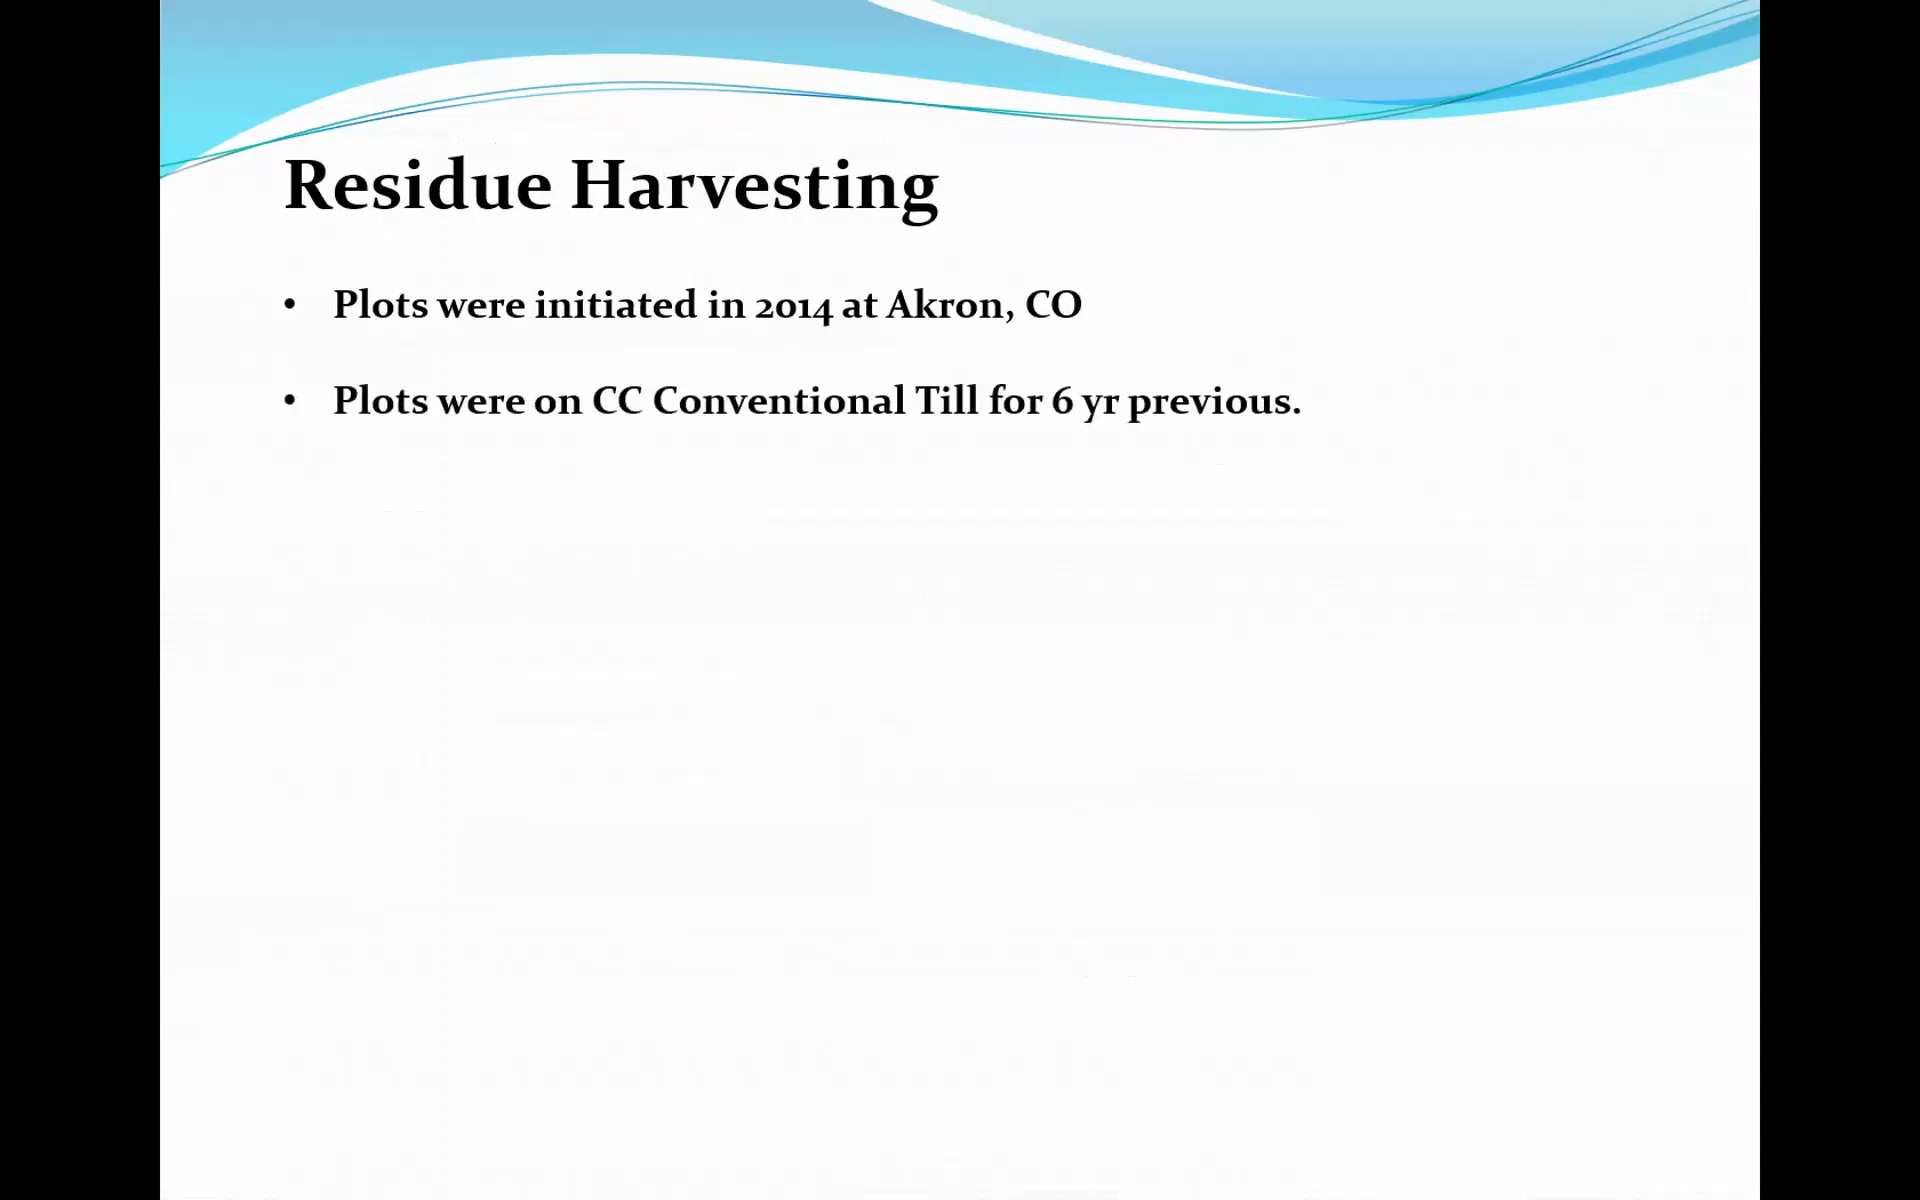 Residue Harvesting
• Plots were initiated in 2014 at Akron, CO
• Plots were on CC Conventional Till for 6 yr previous.